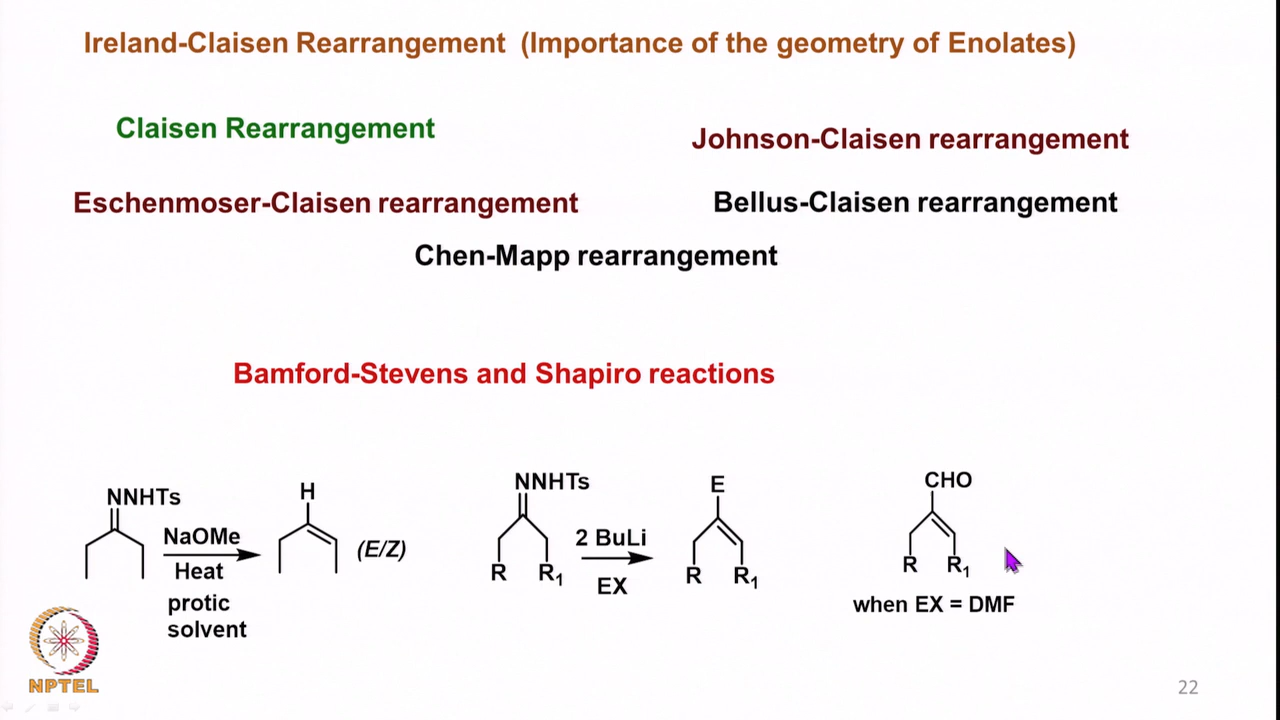 Ireland-Claisen Rearrangement (Importance of the geometry of Enolates)
Claisen Rearrangement
Johnson-Claisen rearrangement
Eschenmoser-Claisen rearrangement
Bellus-Claisen rearrangement
Chen-Mapp rearrangement
Bamford-Stevens and Shapiro reactions
NNHTs
NaOMe
Heat
protic
solvent
H
(E/Z)
NNHTs
R R₁
2 BuLi
EX
E
R R₁
CHO
R R₁
when EX = DMF
NPTEL
22